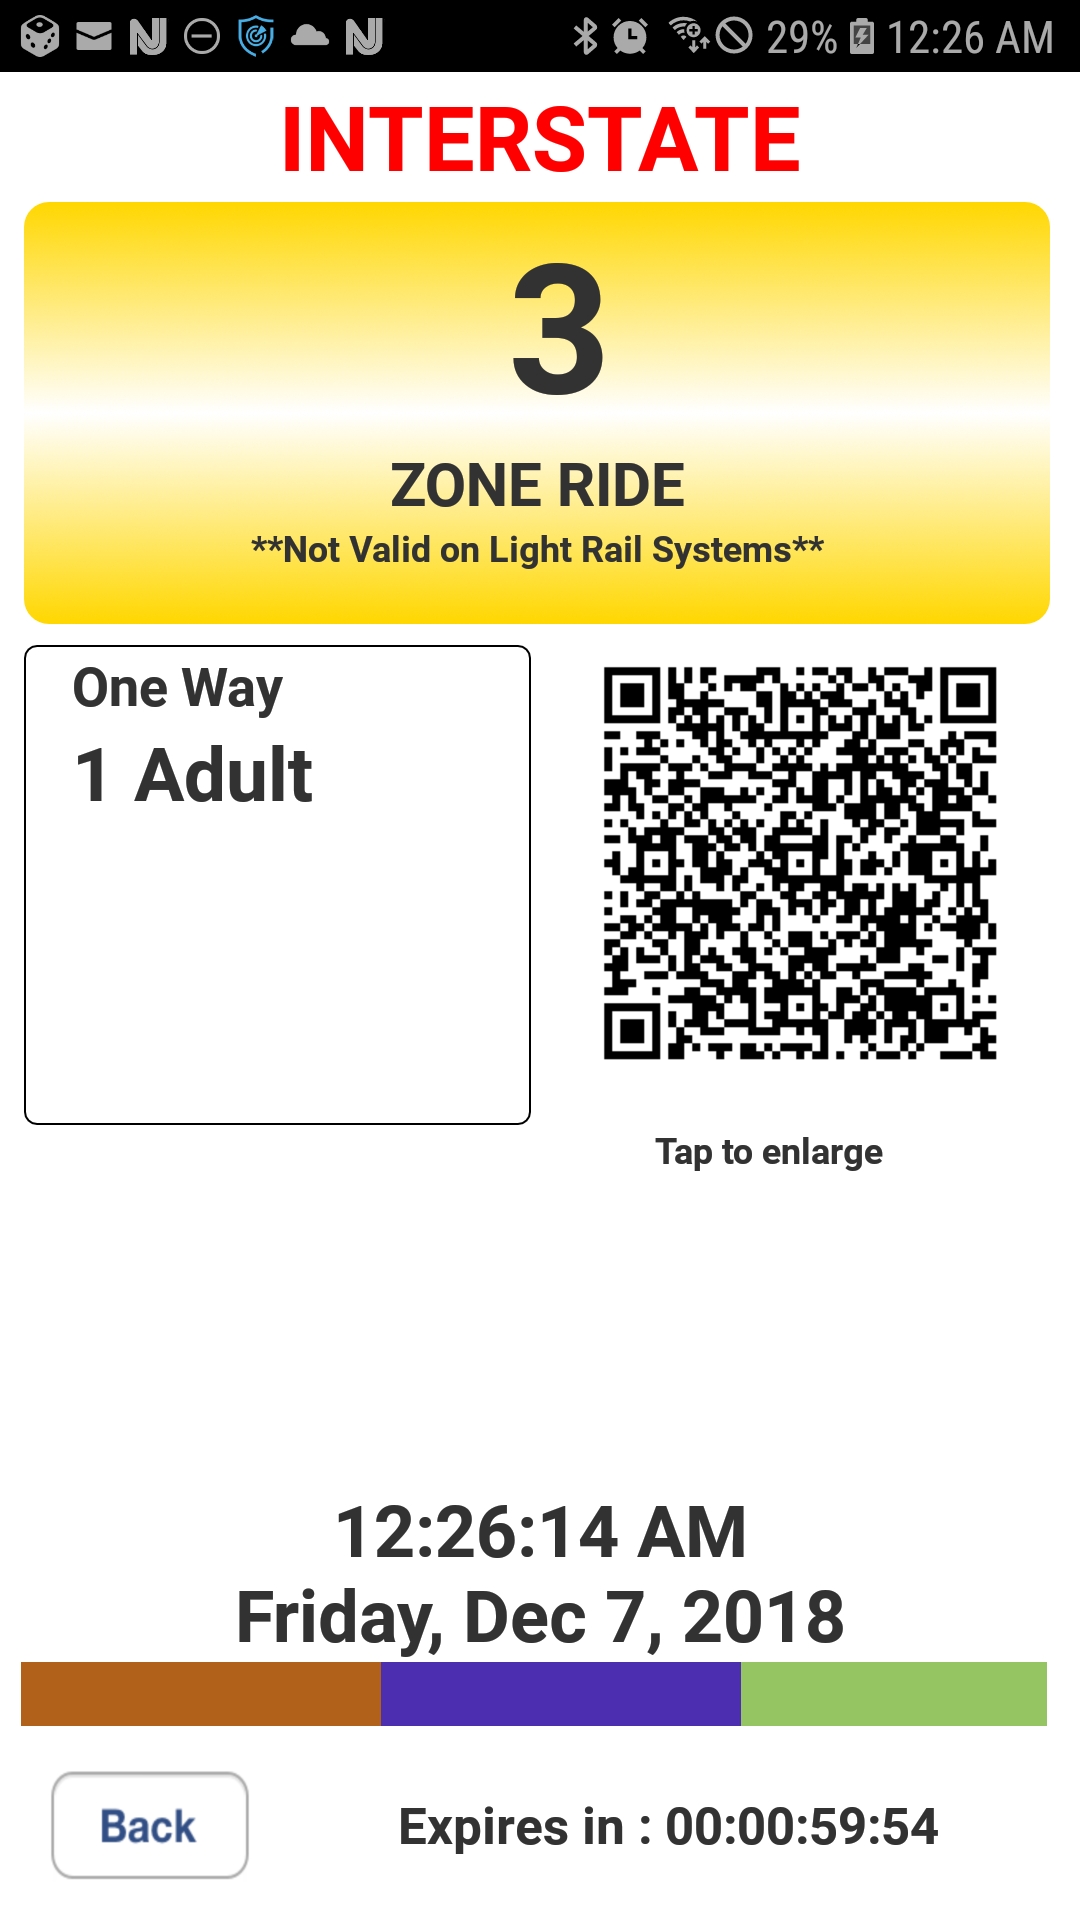 29% 12:26 AM
INTERSTATE
3
ZONE RIDE
**Not Valid on Light Rail Systems**
One Way
1 Adult
Tap to enlarge
12:26:14 AM
Friday, Dec 7, 2018
Back
Expires in : 00:00:59:54